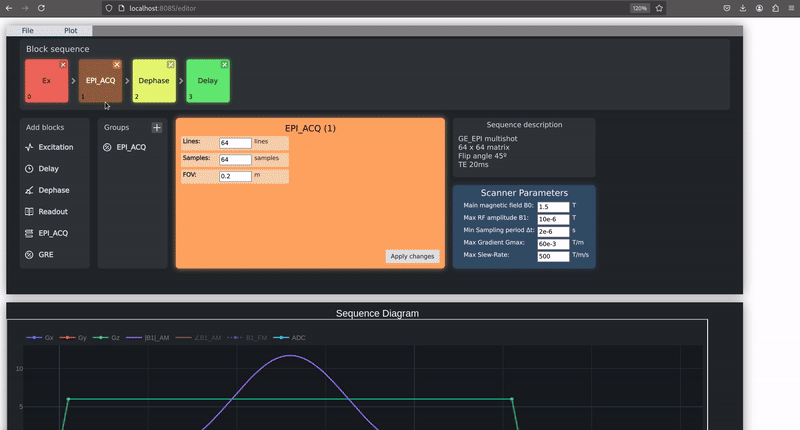 localhost:8085/editor
120%
File Plot
Block sequence
Ex
0
EPI_ACQ
1
Dephase
2
Delay
3
Add blocks
Excitation
Delay
Dephase
Readout
EPI_ACQ
GRE
Groups
EPI_ACQ
EPI_ACQ (1)
Lines: 64 lines
Samples: 64 samples
FOV: 0.2 m
Apply changes
Sequence description
GE_EPI multishot
64 x 64 matrix
Flip angle 45º
TE 20ms
Scanner Parameters
Main magnetic field B0: 1.5 T
Max RF amplitude B1: 10e-6 T
Min Sampling period Δt: 2e-6 s
Max Gradient Gmax: 60e-3 T/m
Max Slew-Rate: 500 T/m/s
Sequence Diagram
Gx Gy Gz |B1|_AM ∠B1_AM B1_FM ADC
10
5